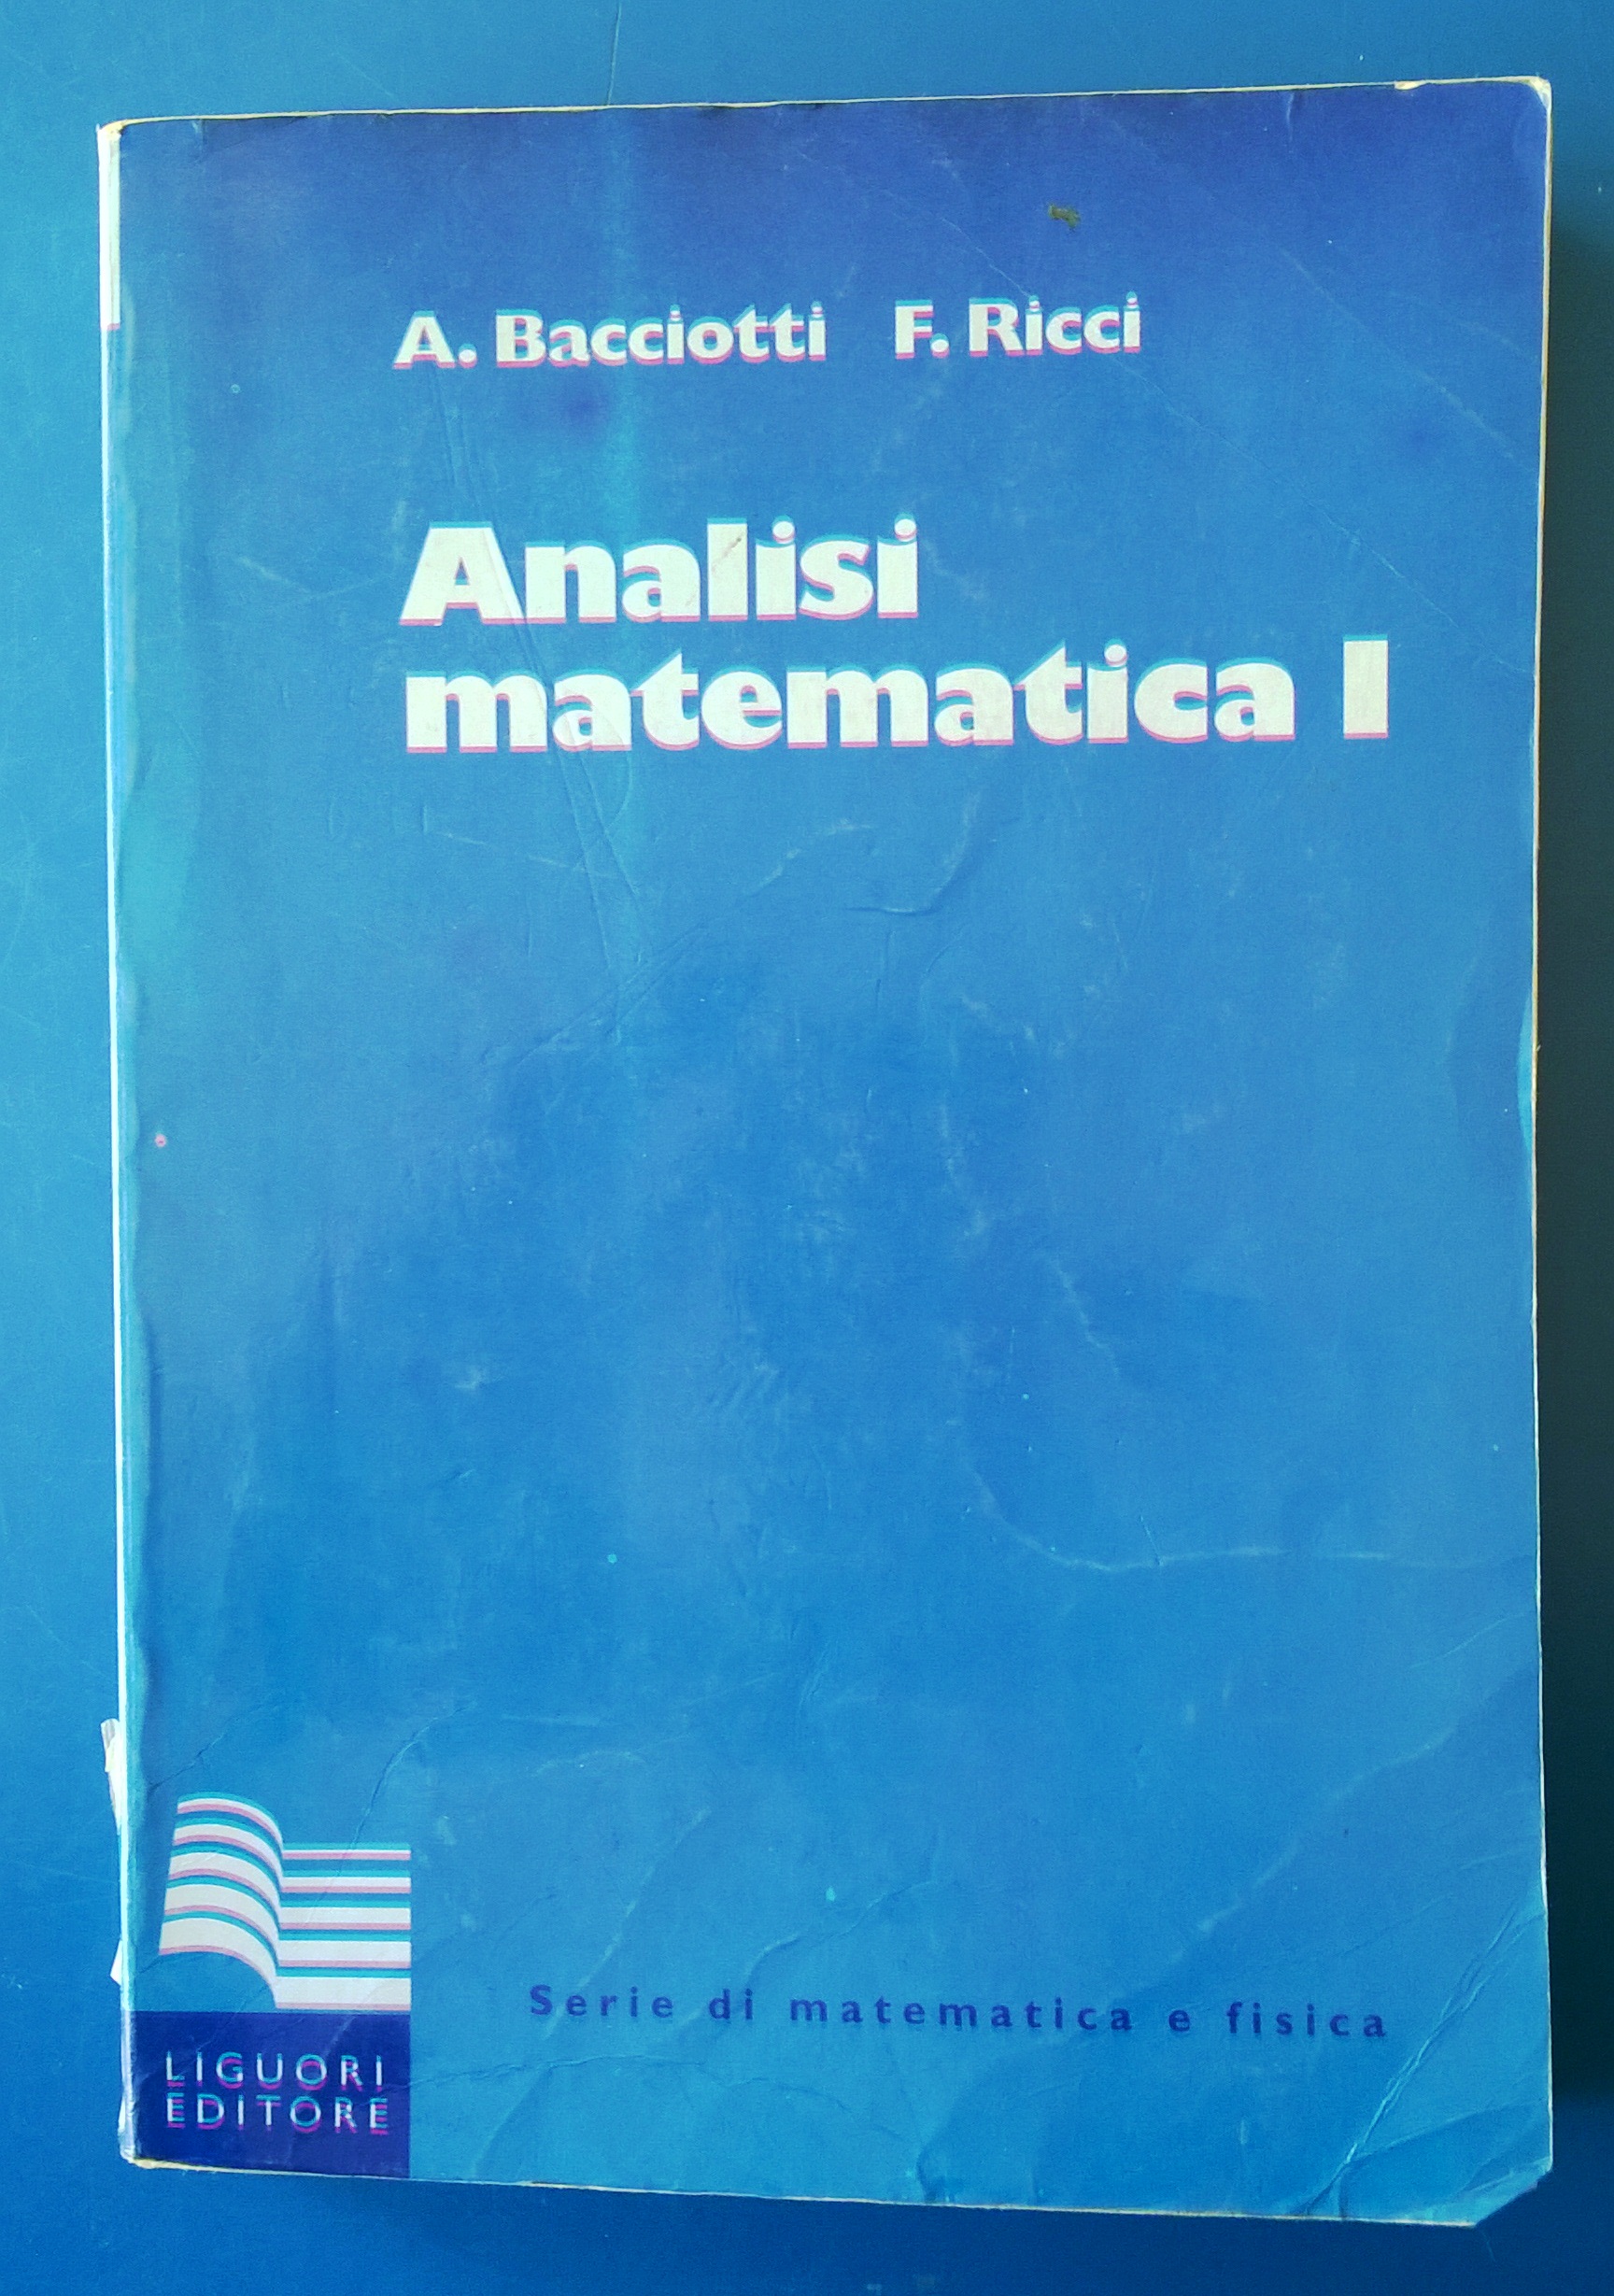 A. Bacciotti F. Ricci
Analisi
matematica I
Serie di matematica e fisica
LIGUORI
EDITORE